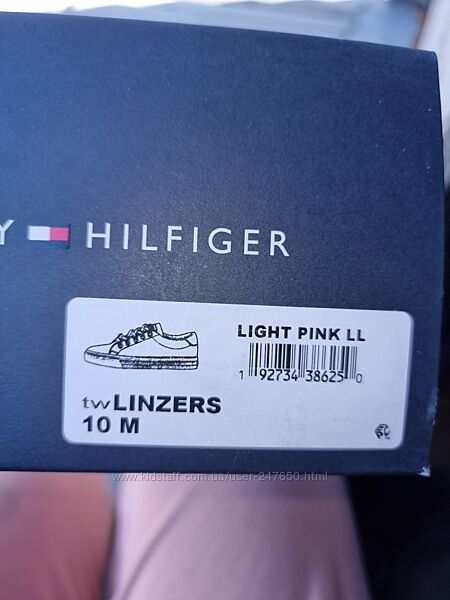 Y HILFIGER
LIGHT PINK LL
1 92734 38625 0
twLINZERS
10 M
www.kidstaff.com.ua/user-247650.html